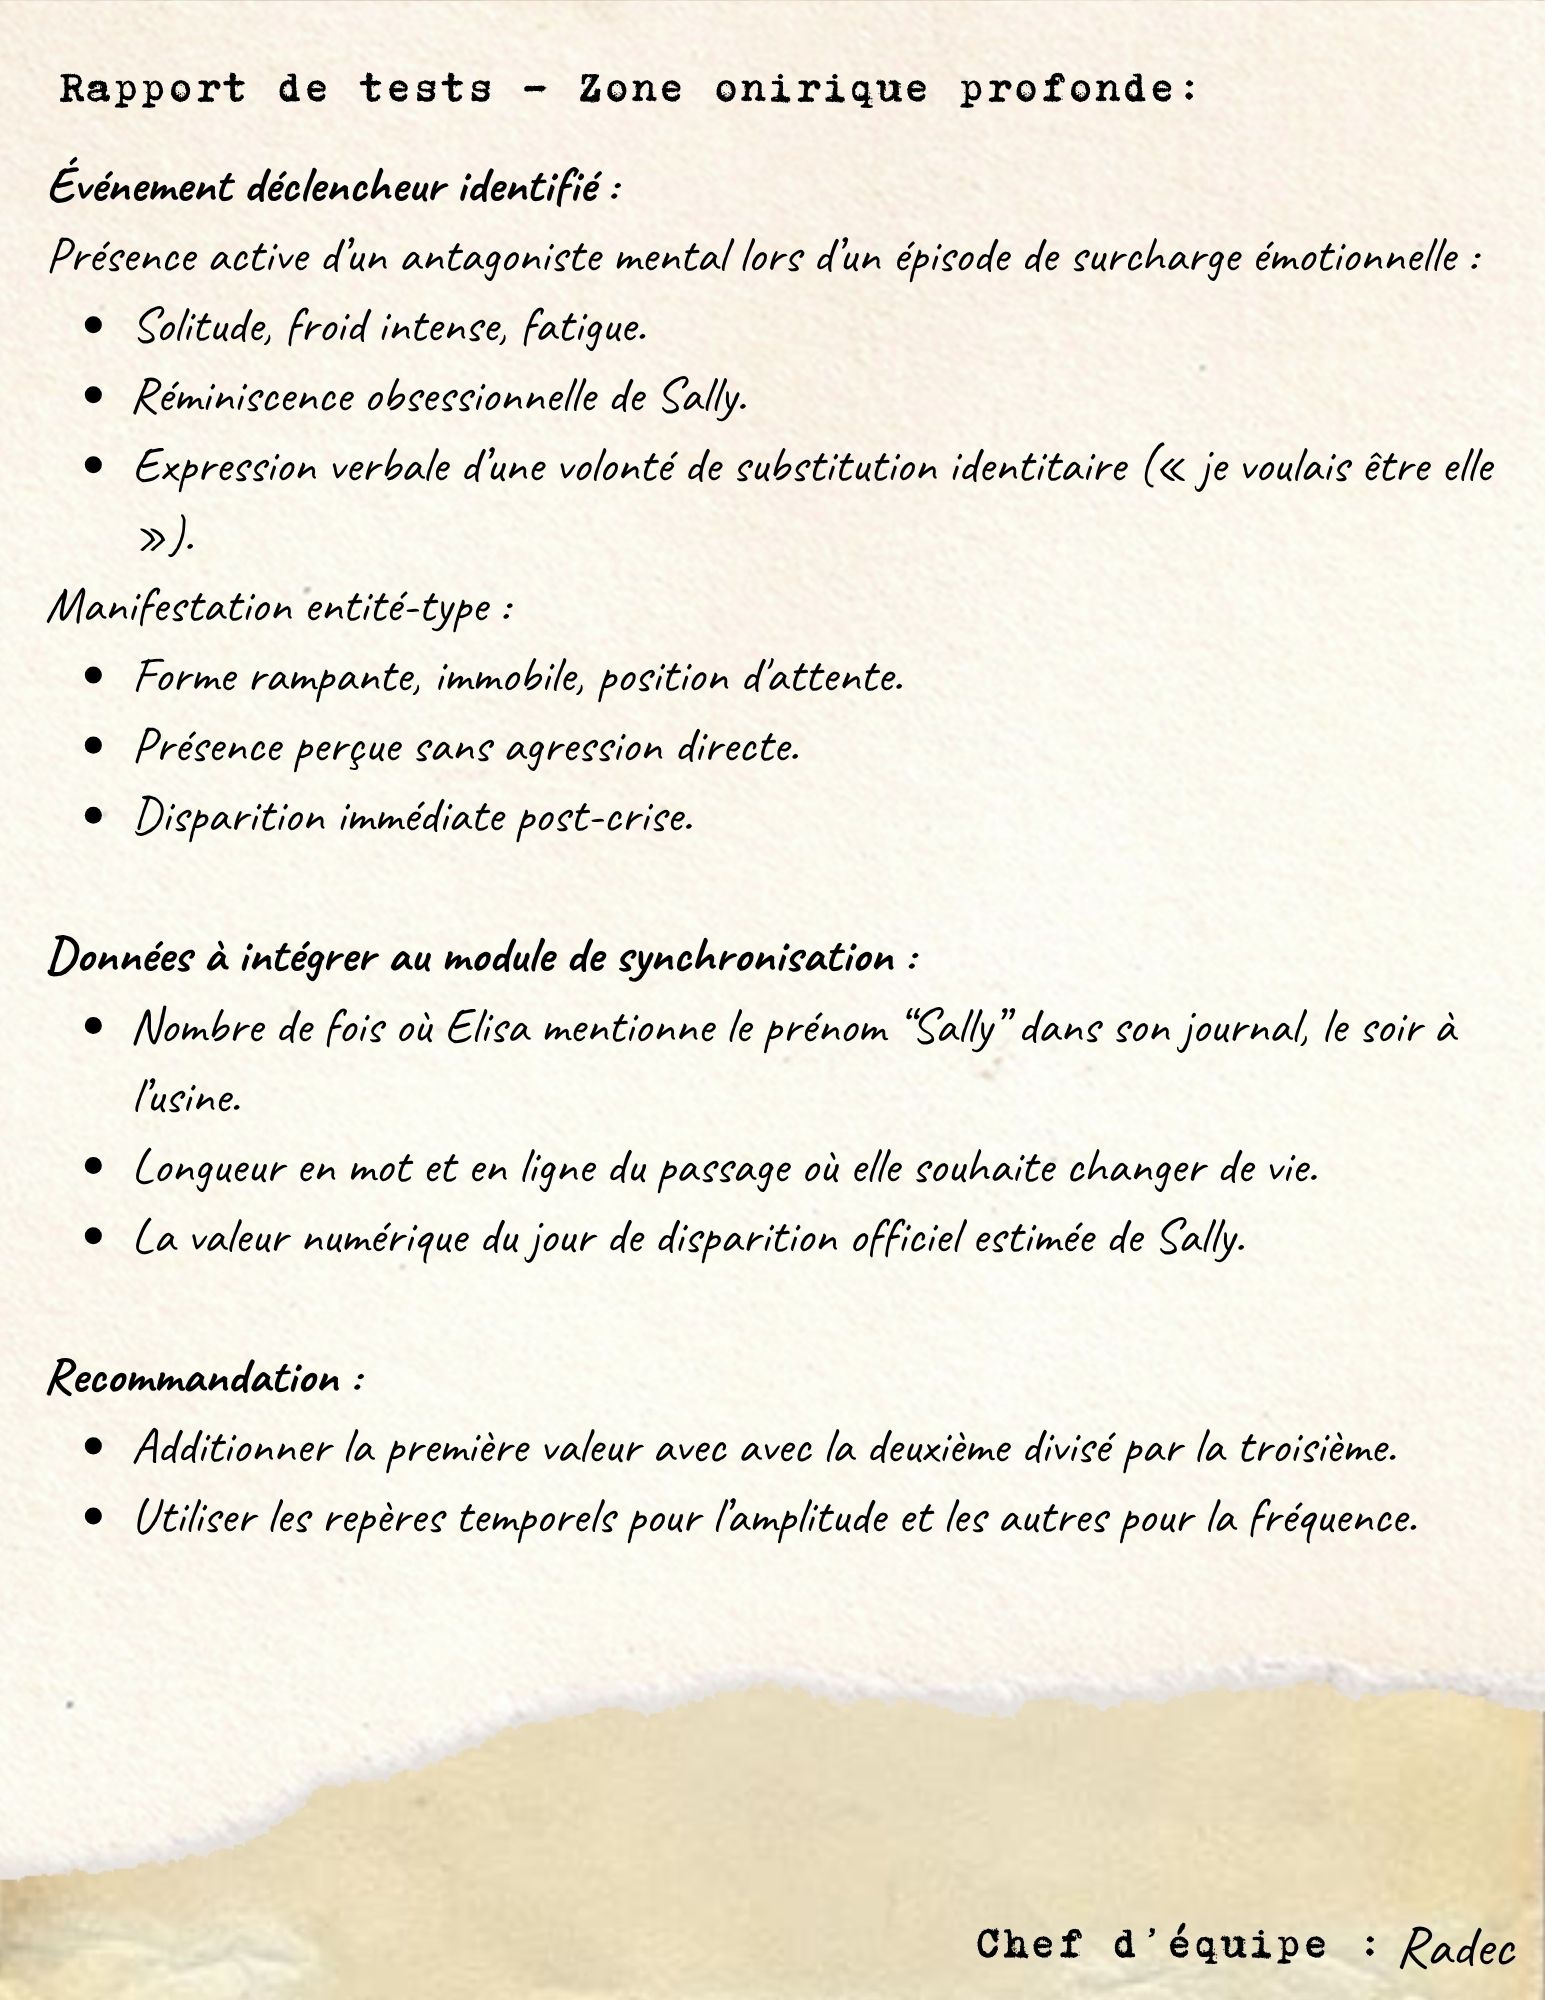 Rapport de tests - Zone onirique profonde:
Événement déclencheur identifié :
Présence active d’un antagoniste mental lors d’un épisode de surcharge émotionnelle :
• Solitude, froid intense, fatigue.
• Réminiscence obsessionnelle de Sally.
• Expression verbale d’une volonté de substitution identitaire (« je voulais être elle
»).
Manifestation entité-type :
• Forme rampante, immobile, position d'attente.
• Présence perçue sans agression directe.
• Disparition immédiate post-crise.
Données à intégrer au module de synchronisation :
• Nombre de fois où Elisa mentionne le prénom “Sally” dans son journal, le soir à
l’usine.
• Longueur en mot et en ligne du passage où elle souhaite changer de vie.
• La valeur numérique du jour de disparition officiel estimée de Sally.
Recommandation :
• Additionner la première valeur avec avec la deuxième divisé par la troisième.
• Utiliser les repères temporels pour l’amplitude et les autres pour la fréquence.
Chef d'équipe : Radec